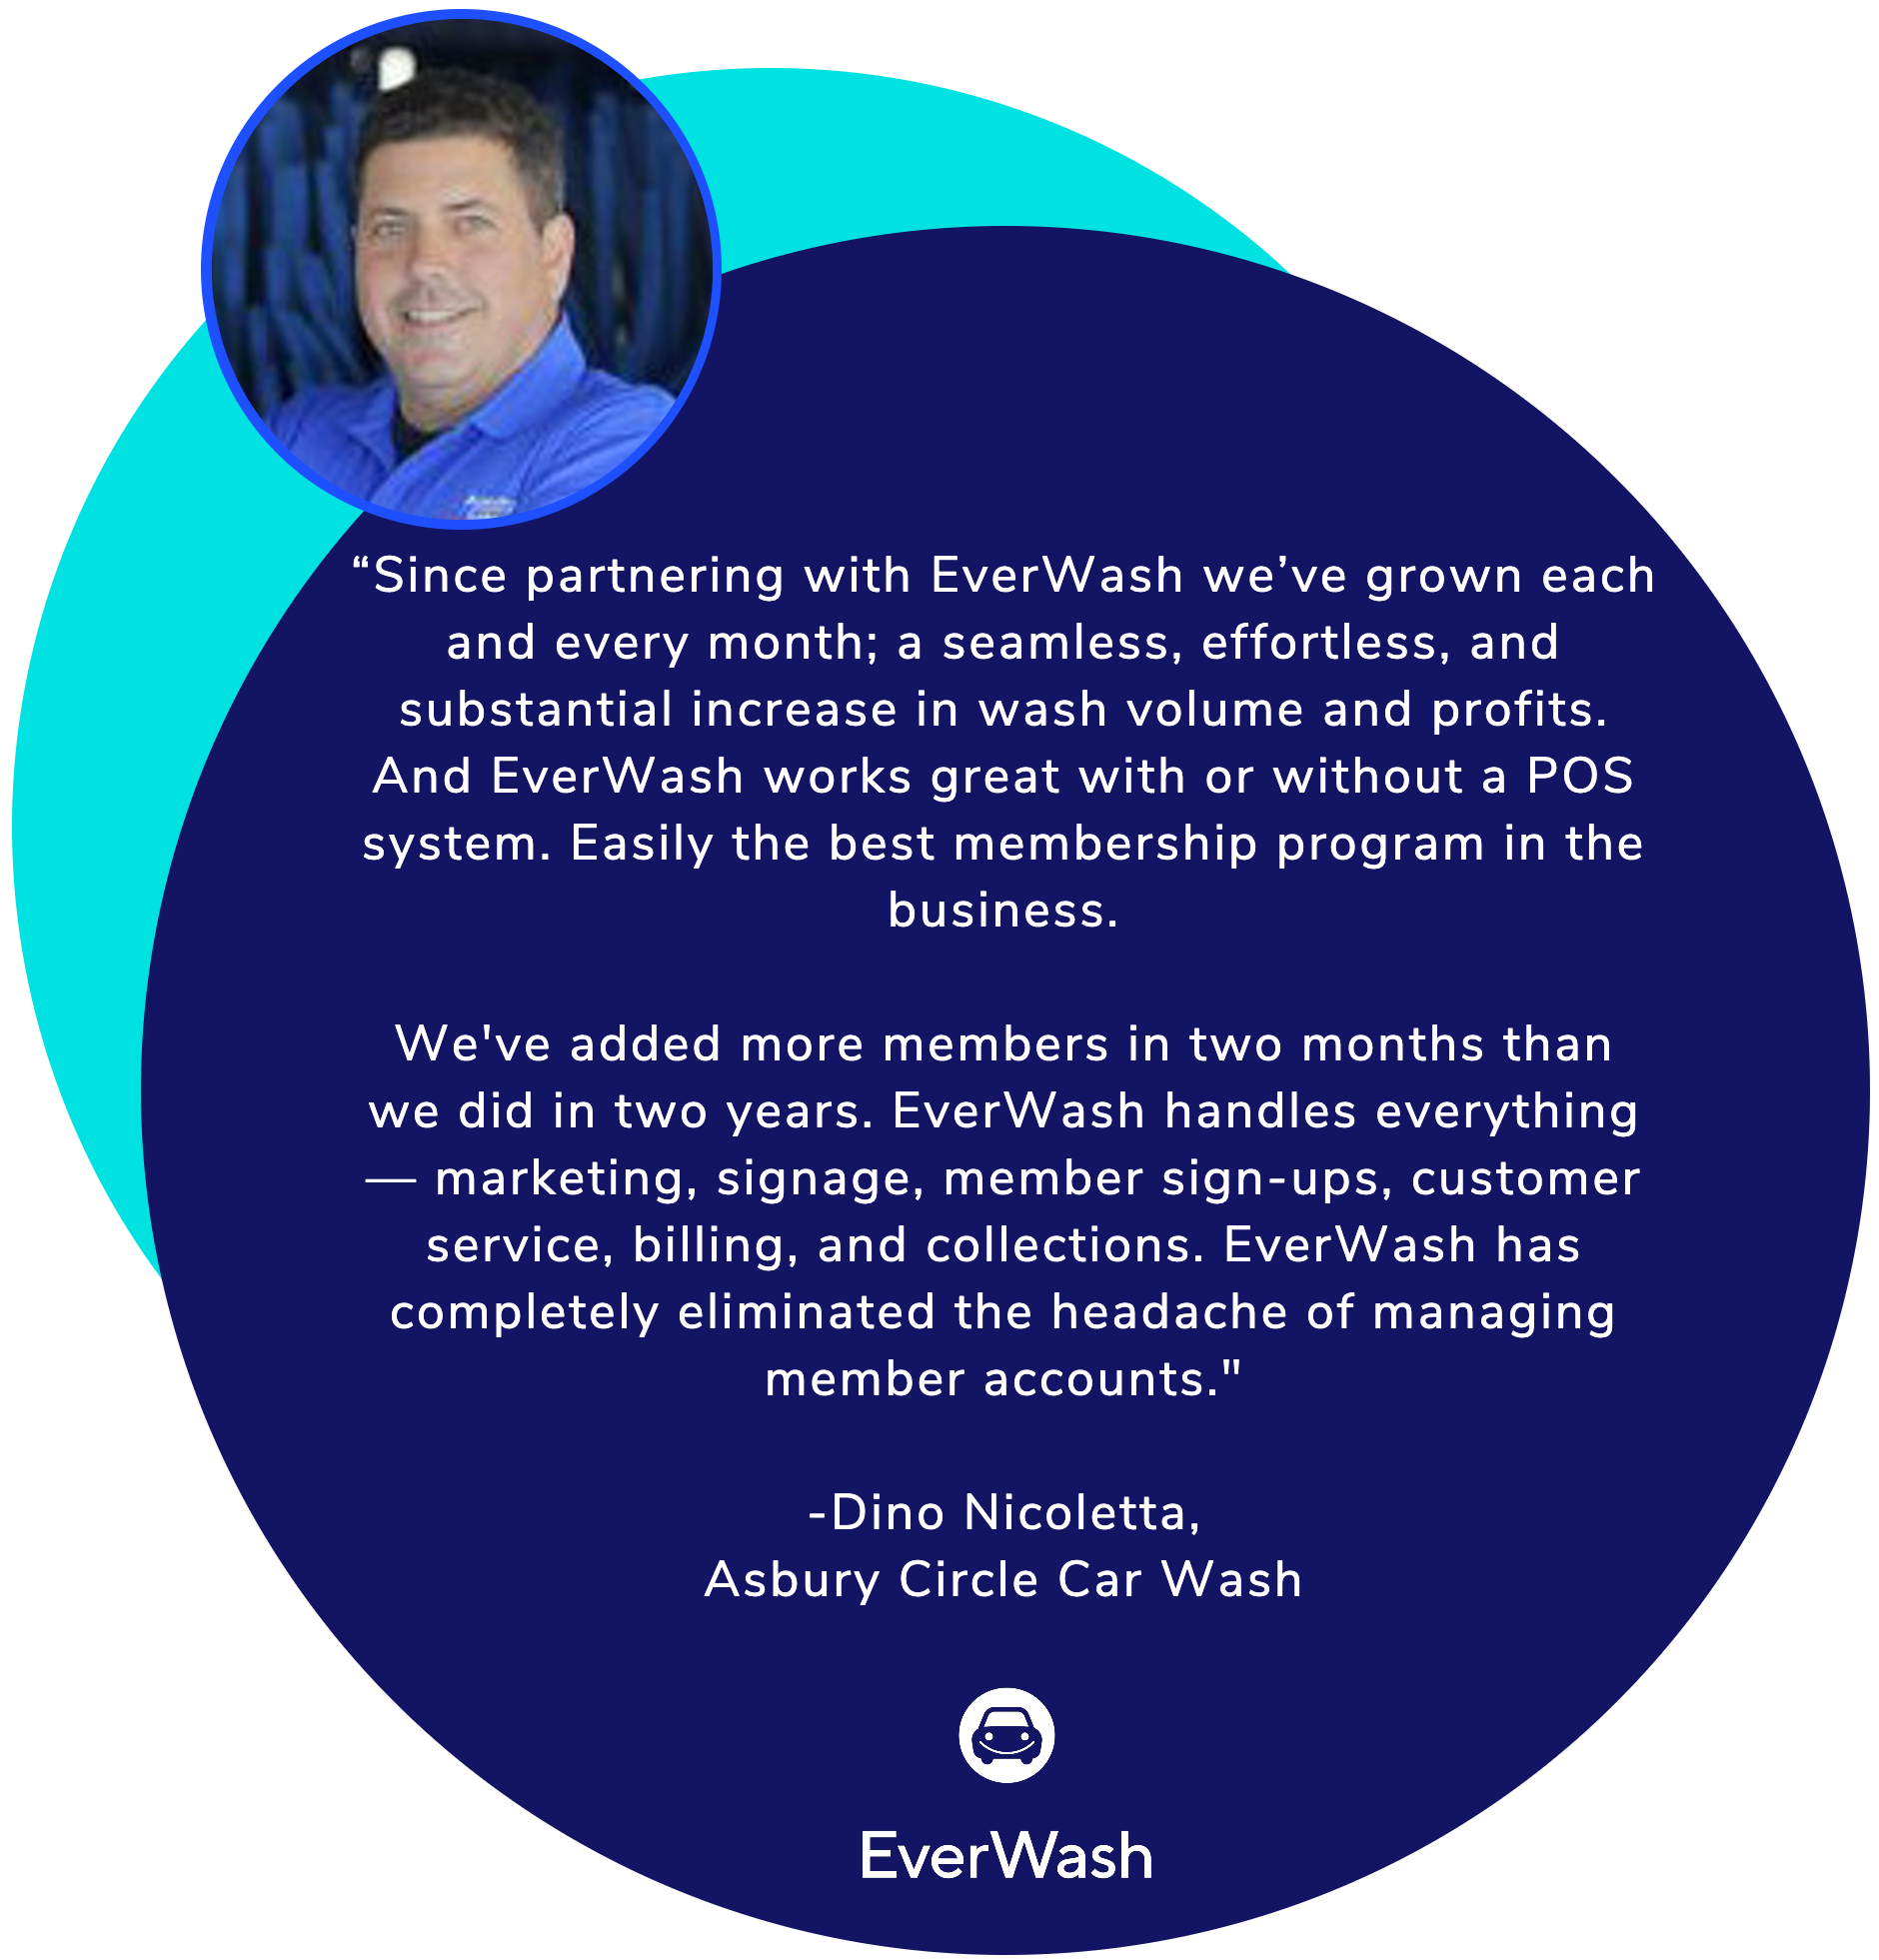 “Since partnering with EverWash we’ve grown each
and every month; a seamless, effortless, and
substantial increase in wash volume and profits.
And EverWash works great with or without a POS
system. Easily the best membership program in the
business.
We've added more members in two months than
we did in two years. EverWash handles everything
— marketing, signage, member sign-ups, customer
service, billing, and collections. EverWash has
completely eliminated the headache of managing
member accounts."
-Dino Nicoletta,
Asbury Circle Car Wash
EverWash